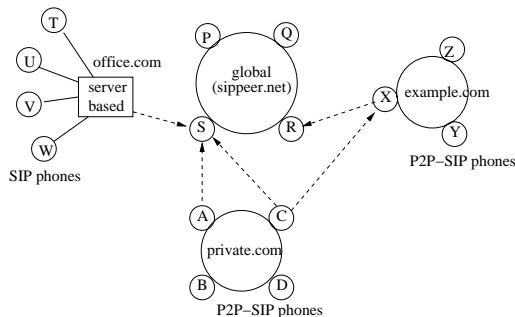 T
U
V
W
office.com
server
based
SIP phones
P
Q
global
(sippeer.net)
S
R
X
Z
example.com
Y
P2P−SIP phones
A
C
private.com
B
D
P2P−SIP phones